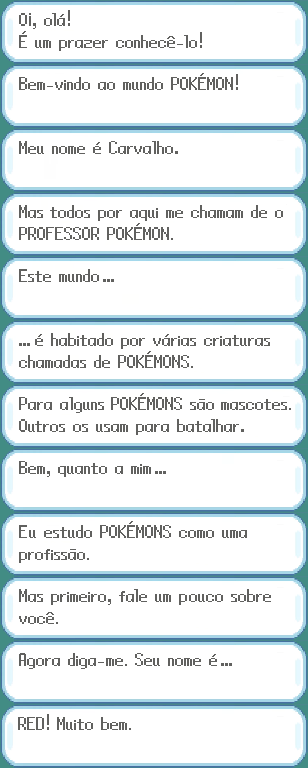 Oi, olá!
É um prazer conhecê-lo!
Bem-vindo ao mundo POKÉMON!
Meu nome é Carvalho.
Mas todos por aqui me chamam de o
PROFESSOR POKÉMON.
Este mundo...
...é habitado por várias criaturas
chamadas de POKÉMONS.
Para alguns POKÉMONS são mascotes.
Outros os usam para batalhar.
Bem, quanto a mim...
Eu estudo POKÉMONS como uma
profissão.
Mas primeiro, fale um pouco sobre
você.
Agora diga-me. Seu nome é...
RED! Muito bem.